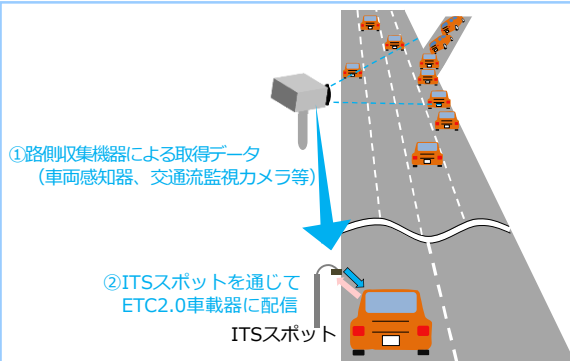 ①路側収集機器による取得データ
（車両感知器、交通流監視カメラ等）
②ITSスポットを通じて
ETC2.0車載器に配信
ITSスポット